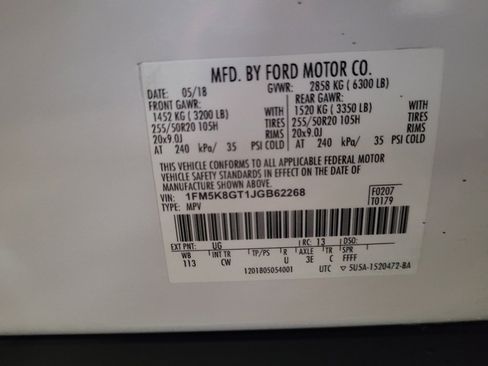 MFD. BY FORD MOTOR CO.
DATE: 05/18 GVWR: 2858 KG ( 6300 LB)
FRONT GAWR: REAR GAWR:
1452 KG ( 3200 LB) WITH 1520 KG ( 3350 LB) WITH
255/50R20 105H TIRES 255/50R20 105H TIRES
20x9.0J RIMS 20x9.0J RIMS
AT 240 kPa/ 35 PSI COLD AT 240 kPa/ 35 PSI COLD
THIS VEHICLE CONFORMS TO ALL APPLICABLE FEDERAL MOTOR
VEHICLE SAFETY STANDARDS IN EFFECT ON THE DATE OF
MANUFACTURE SHOWN ABOVE.
VIN: 1FM5K8GT1JGB62268 F0207
TYPE: MPV T0179
EXT PNT: UG RC: 13 DSO:
WB INT TR TP/PS R AXLE TR SPR
113 CW U 3E C FFFF
1201805054001 UTC ▽ 5U5A-1520472-BA